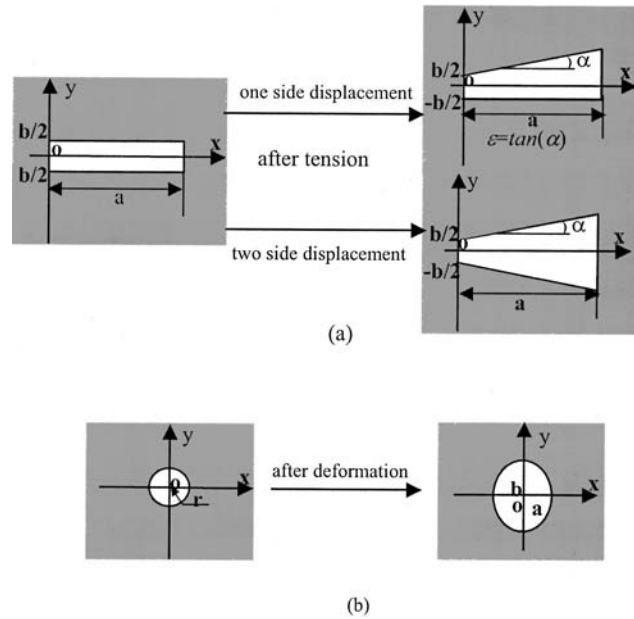 y
b/2
o
x
b/2
a
one side displacement
after tension
two side displacement
y
b/2
o
α
x
-b/2
a
ε=tan(α)
y
b/2
o
α
x
-b/2
a
(a)
y
o
x
r
after deformation
y
b
x
o
a
(b)